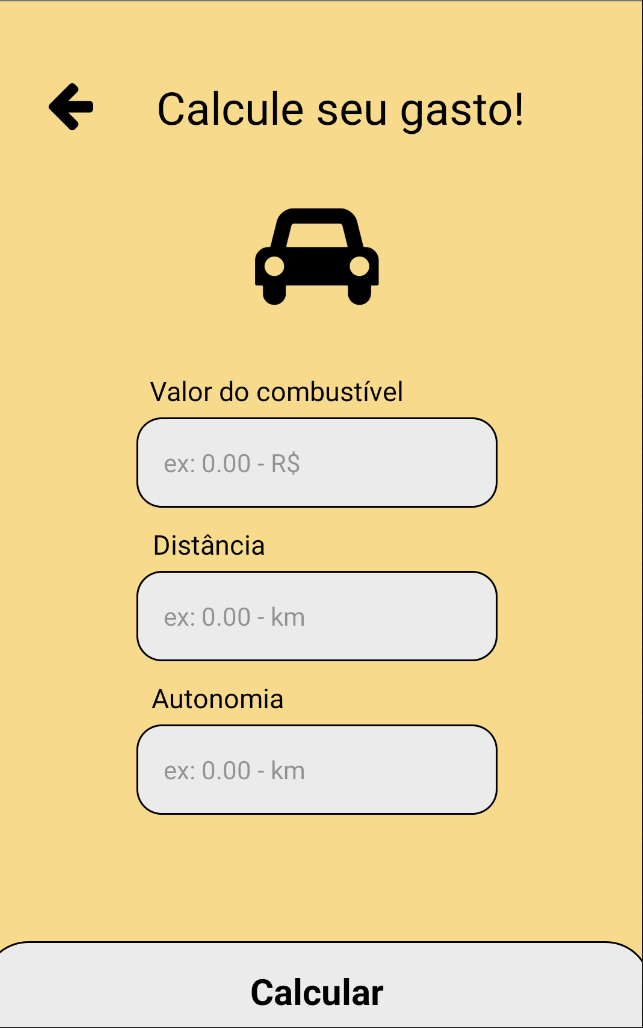 Calcule seu gasto!
Valor do combustível
ex: 0.00 - R$
Distância
ex: 0.00 - km
Autonomia
ex: 0.00 - km
Calcular